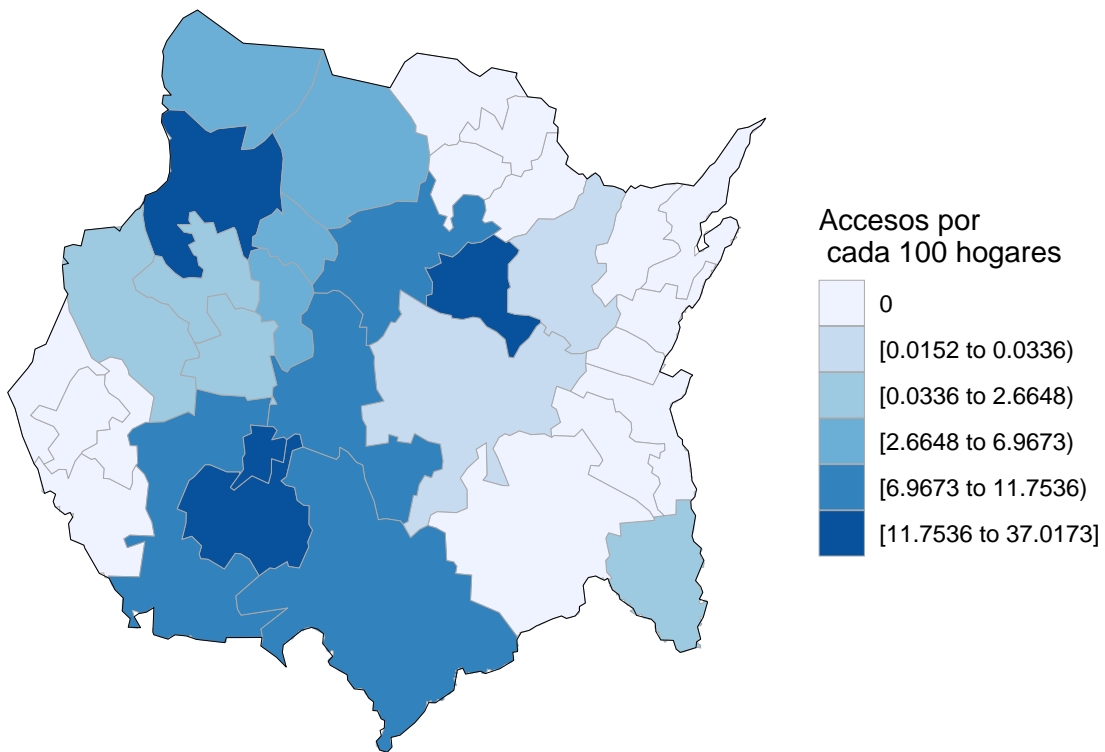 Accesos por
cada 100 hogares
0
[0.0152 to 0.0336)
[0.0336 to 2.6648)
[2.6648 to 6.9673)
[6.9673 to 11.7536)
[11.7536 to 37.0173]